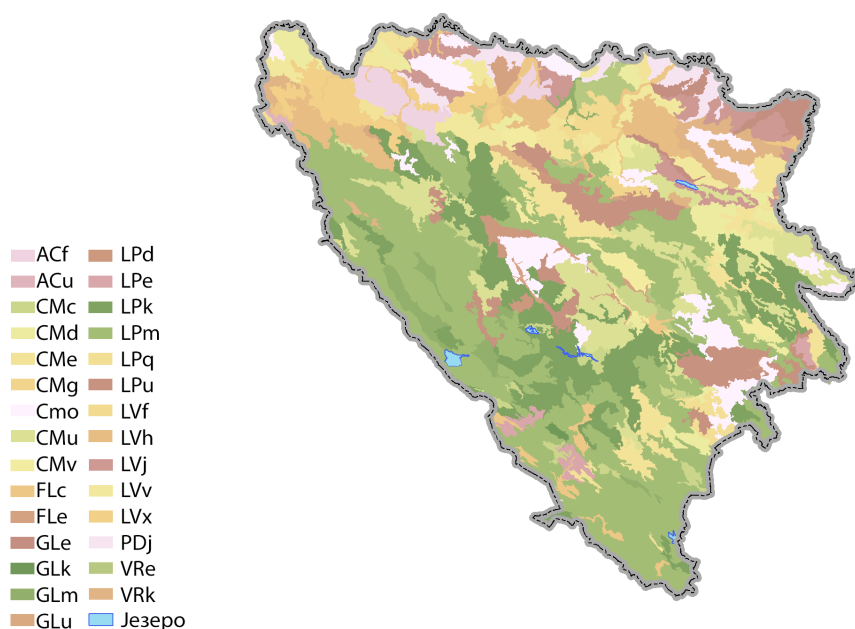 ACf
ACu
CMc
CMd
CMe
CMg
Cmo
CMu
CMv
FLc
FLe
GLe
GLk
GLm
GLu
LPd
LPe
LPk
LPm
LPq
LPu
LVf
LVh
LVj
LVv
LVx
PDj
VRe
VRk
Језеро